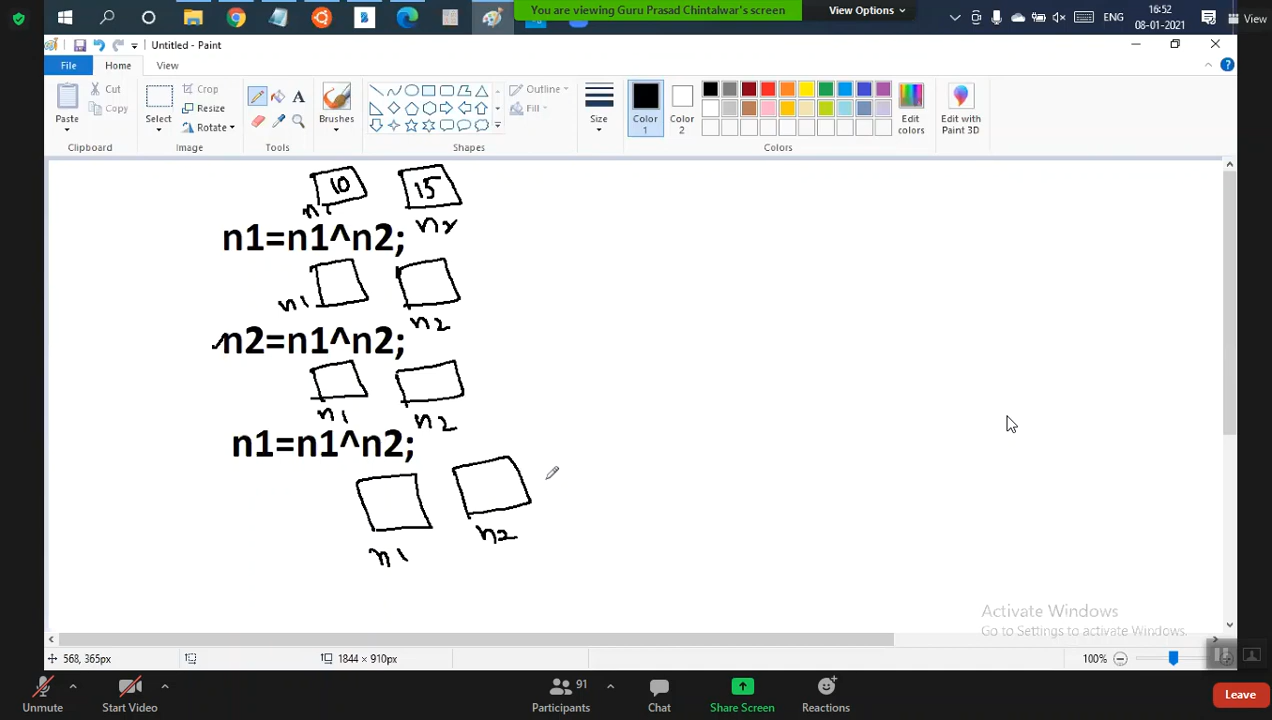 You are viewing Guru Prasad Chintalwar's screen
View Options
ENG
16:52
08-01-2021
View
Untitled - Paint
File
Home
View
Paste
Cut
Copy
Clipboard
Select
Crop
Resize
Rotate
Image
A
Tools
Brushes
Shapes
Outline
Fill
Size
Color 1
Color 2
Edit colors
Colors
Edit with Paint 3D
10 15
n1 n2
n1=n1^n2;
n1 n2
n2=n1^n2;
n1 n2
n1=n1^n2;
n1 n2
Activate Windows
Go to Settings to activate Windows.
568, 365px
1844 × 910px
100%
Unmute
Start Video
91
Participants
Chat
Share Screen
Reactions
Leave